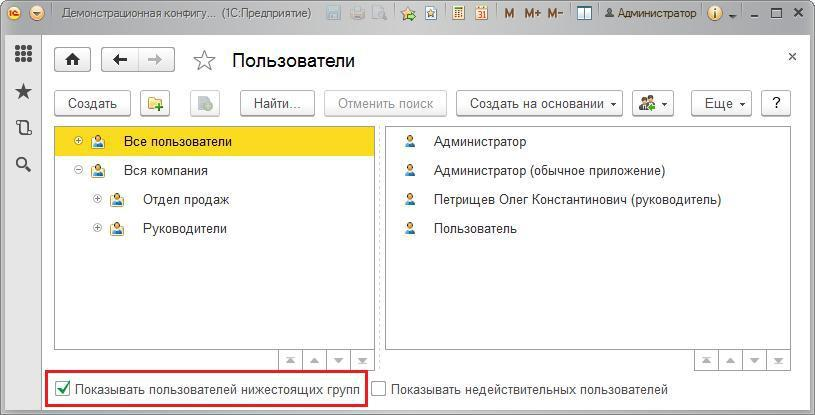 Демонстрационная конфигу... (1С:Предприятие) M M+ M- Администратор
Пользователи
Создать Найти... Отменить поиск Создать на основании Еще ?
Все пользователи
Вся компания
Отдел продаж
Руководители
Администратор
Администратор (обычное приложение)
Петрищев Олег Константинович (руководитель)
Пользователь
Показывать пользователей нижестоящих групп Показывать недействительных пользователей